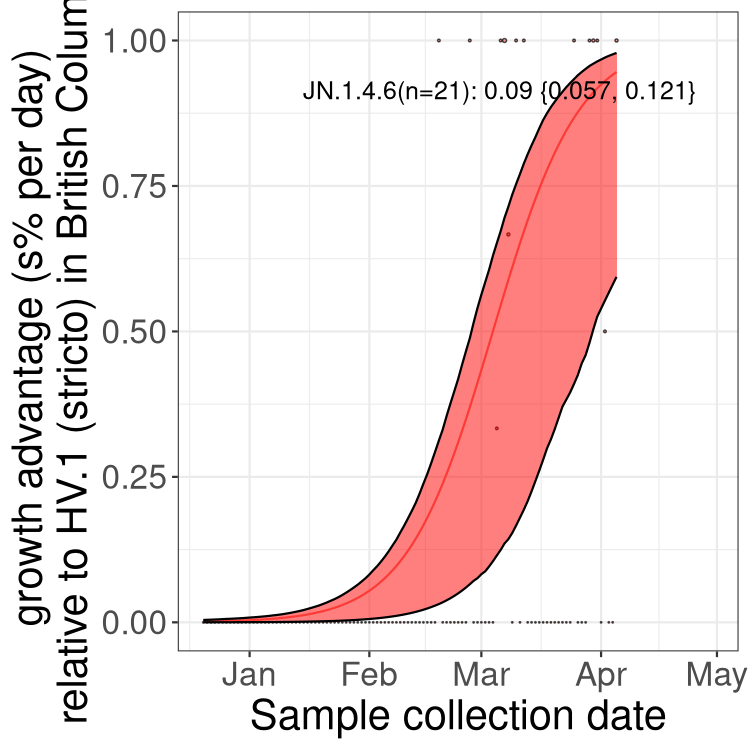 growth advantage (s% per day)
relative to HV.1 (stricto) in British Colum
1.00
0.75
0.50
0.25
0.00
JN.1.4.6(n=21): 0.09 {0.057, 0.121}
Jan Feb Mar Apr May
Sample collection date